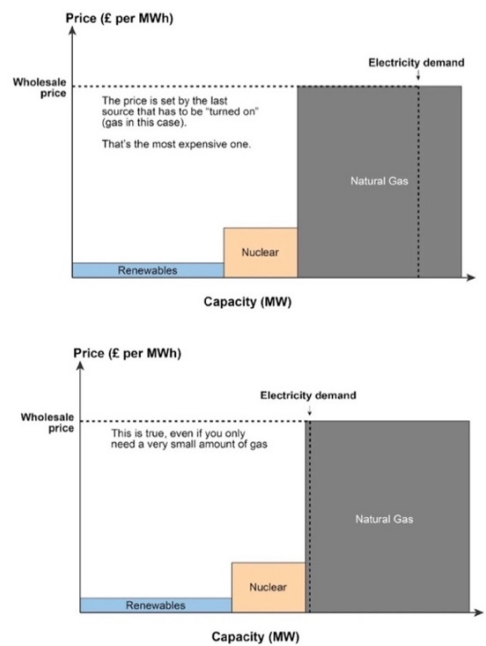 Price (£ per MWh)
Electricity demand
Wholesale
price
The price is set by the last
source that has to be "turned on"
(gas in this case).
That's the most expensive one.
Natural Gas
Nuclear
Renewables
Capacity (MW)
Price (£ per MWh)
Electricity demand
Wholesale
price
This is true, even if you only
need a very small amount of gas
Natural Gas
Nuclear
Renewables
Capacity (MW)